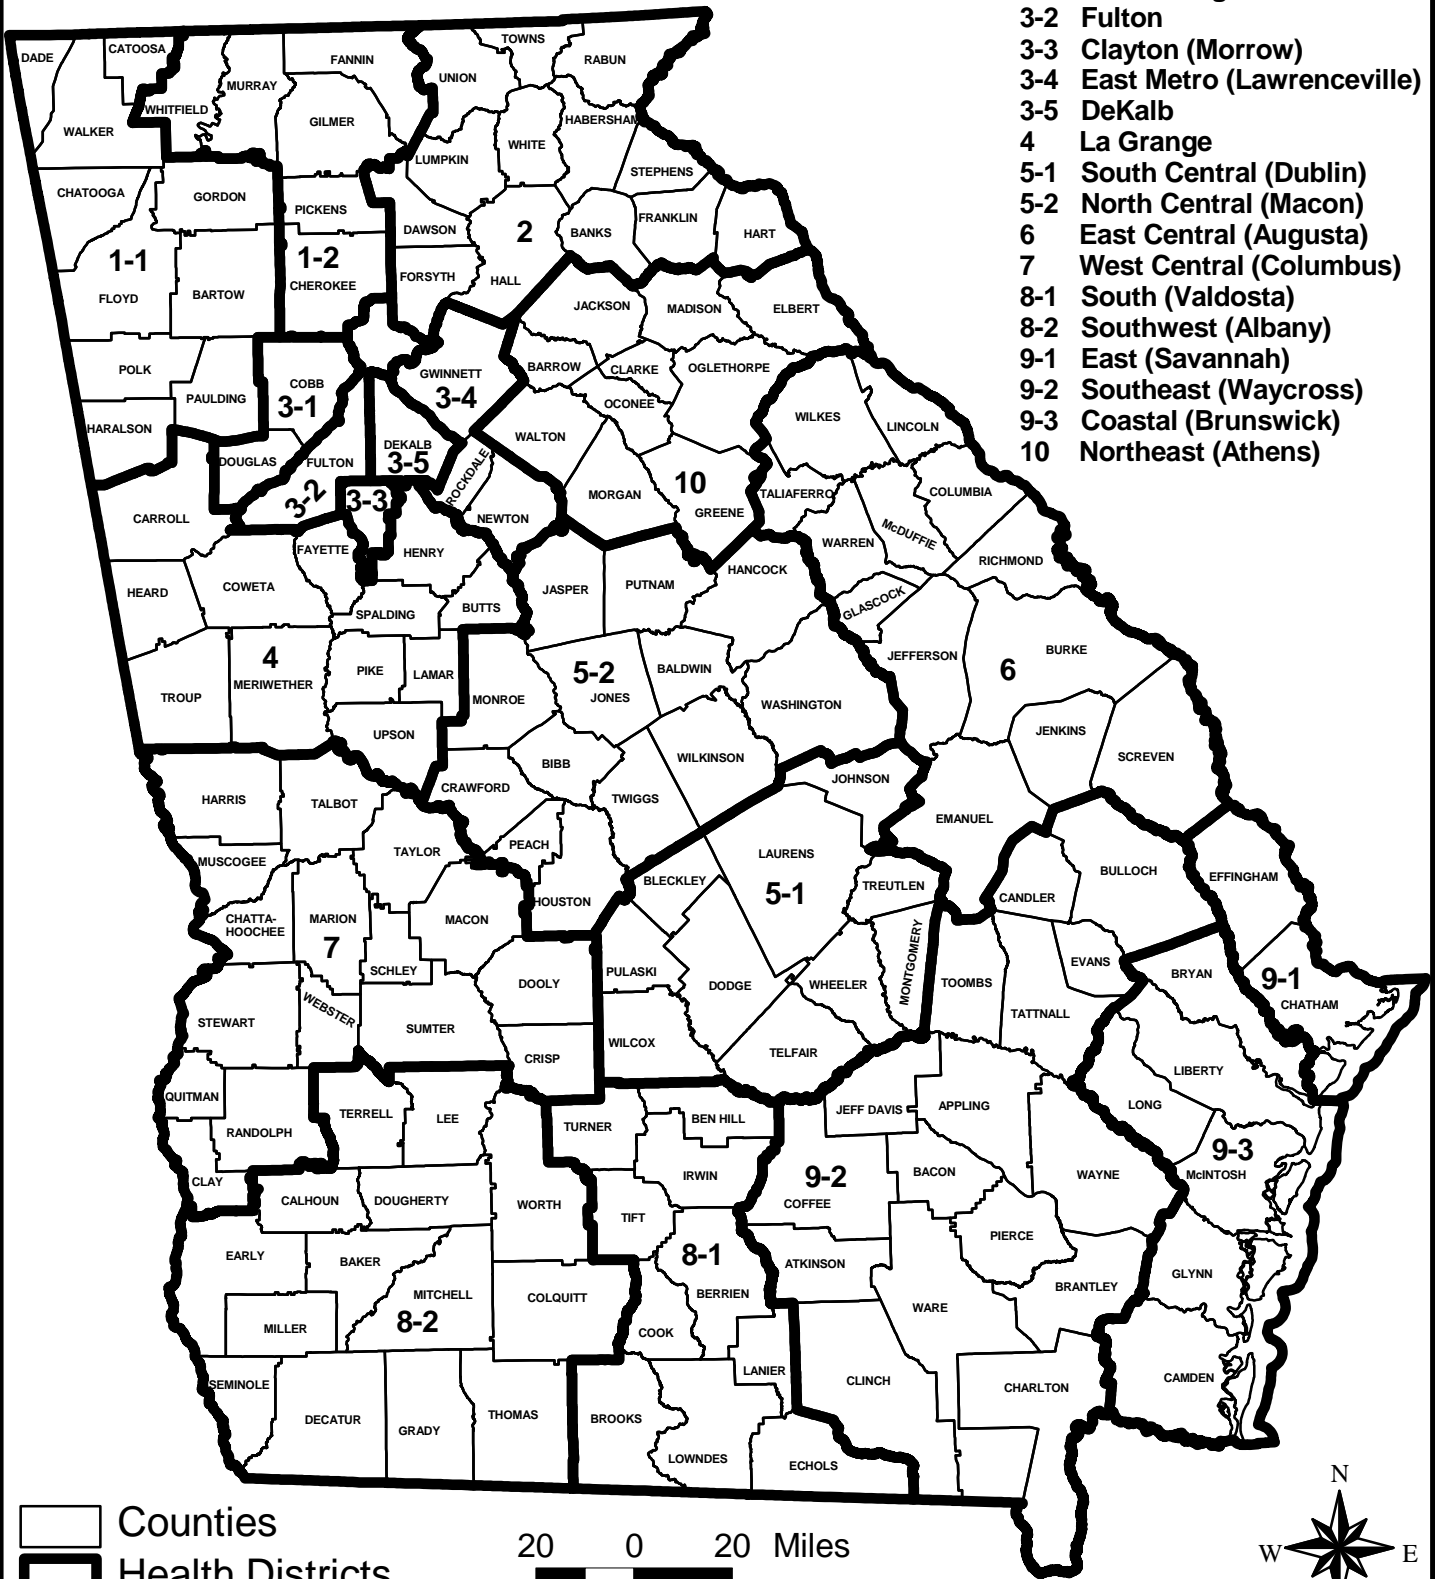 3-2 Fulton
3-3 Clayton (Morrow)
3-4 East Metro (Lawrenceville)
3-5 DeKalb
4 La Grange
5-1 South Central (Dublin)
5-2 North Central (Macon)
6 East Central (Augusta)
7 West Central (Columbus)
8-1 South (Valdosta)
8-2 Southwest (Albany)
9-1 East (Savannah)
9-2 Southeast (Waycross)
9-3 Coastal (Brunswick)
10 Northeast (Athens)
DADE
CATOOSA
FANNIN
TOWNS
UNION
RABUN
WHITFIELD
MURRAY
WALKER
GILMER
HABERSHAM
WHITE
LUMPKIN
STEPHENS
CHATOOGA
GORDON
PICKENS
DAWSON
2
BANKS
FRANKLIN
HART
1-1
1-2
CHEROKEE
FORSYTH
HALL
FLOYD
BARTOW
JACKSON
MADISON
ELBERT
POLK
COBB
3-1
GWINNETT
3-4
BARROW
CLARKE
OGLETHORPE
PAULDING
OCONEE
HARALSON
WILKES
LINCOLN
DOUGLAS
FULTON
3-2
DEKALB
3-5
WALTON
ROCKDALE
3-3
MORGAN
10
GREENE
TALIAFERRO
COLUMBIA
CARROLL
NEWTON
McDUFFIE
FAYETTE
HENRY
WARREN
RICHMOND
HEARD
COWETA
JASPER
PUTNAM
HANCOCK
GLASCOCK
SPALDING
BUTTS
4
MERIWETHER
PIKE
LAMAR
5-2
JONES
BALDWIN
JEFFERSON
6
BURKE
TROUP
MONROE
WASHINGTON
UPSON
JENKINS
BIBB
WILKINSON
SCREVEN
HARRIS
TALBOT
CRAWFORD
TWIGGS
JOHNSON
EMANUEL
MUSCOGEE
TAYLOR
PEACH
LAURENS
5-1
BULLOCH
EFFINGHAM
BLECKLEY
TREUTLEN
CANDLER
HOUSTON
CHATTA-
HOOCHEE
MARION
7
MACON
MONTGOMERY
SCHLEY
PULASKI
DODGE
WHEELER
TOOMBS
EVANS
BRYAN
9-1
CHATHAM
DOOLY
WEBSTER
STEWART
SUMTER
TATTNALL
CRISP
WILCOX
TELFAIR
LIBERTY
QUITMAN
TERRELL
LEE
TURNER
BEN HILL
JEFF DAVIS
APPLING
LONG
RANDOLPH
9-3
McINTOSH
CLAY
IRWIN
9-2
COFFEE
BACON
WAYNE
CALHOUN
DOUGHERTY
WORTH
TIFT
PIERCE
EARLY
BAKER
8-1
BERRIEN
ATKINSON
GLYNN
MITCHELL
8-2
COLQUITT
BRANTLEY
WARE
MILLER
COOK
LANIER
CLINCH
CHARLTON
CAMDEN
SEMINOLE
DECATUR
GRADY
THOMAS
BROOKS
LOWNDES
ECHOLS
Counties
Health Districts
20 0 20 Miles
N
W E